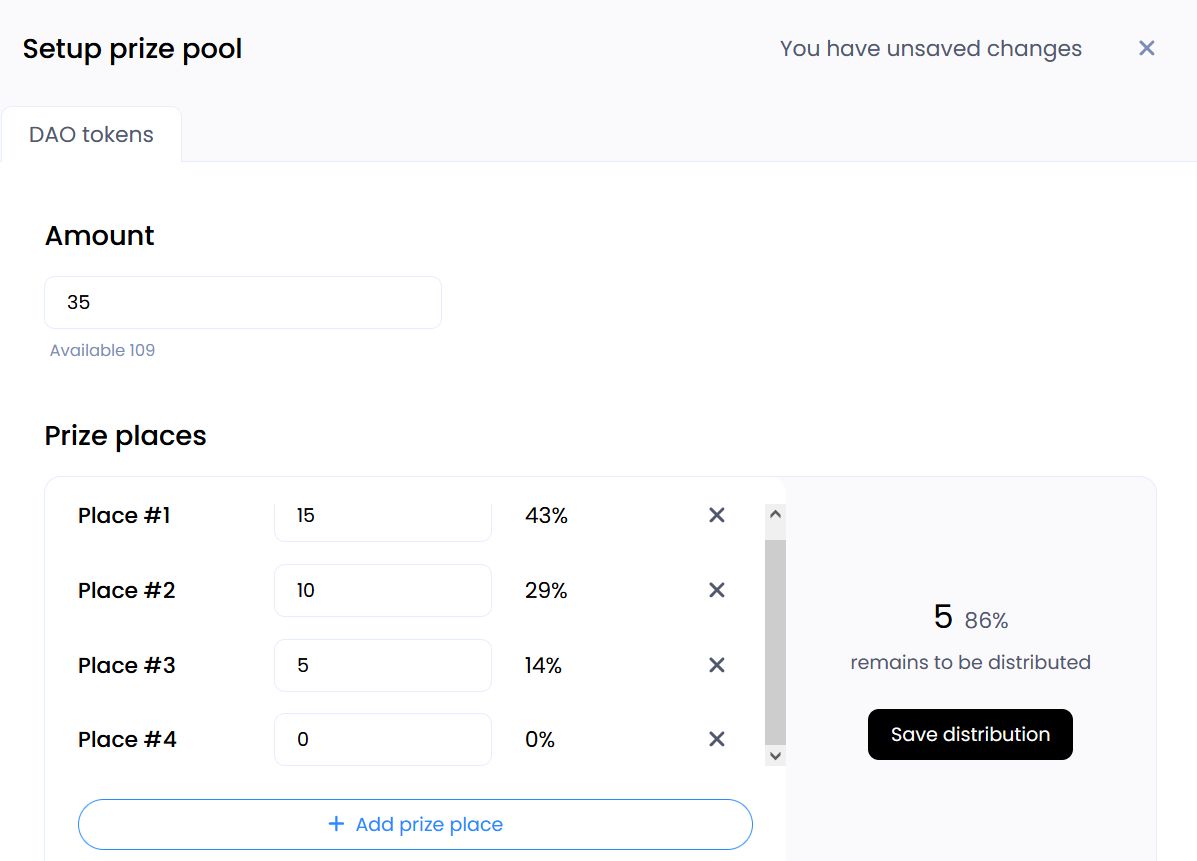 Setup prize pool
You have unsaved changes
DAO tokens
Amount
35
Available 109
Prize places
Place #1 15 43%
Place #2 10 29%
Place #3 5 14%
Place #4 0 0%
5 86%
remains to be distributed
Save distribution
+ Add prize place